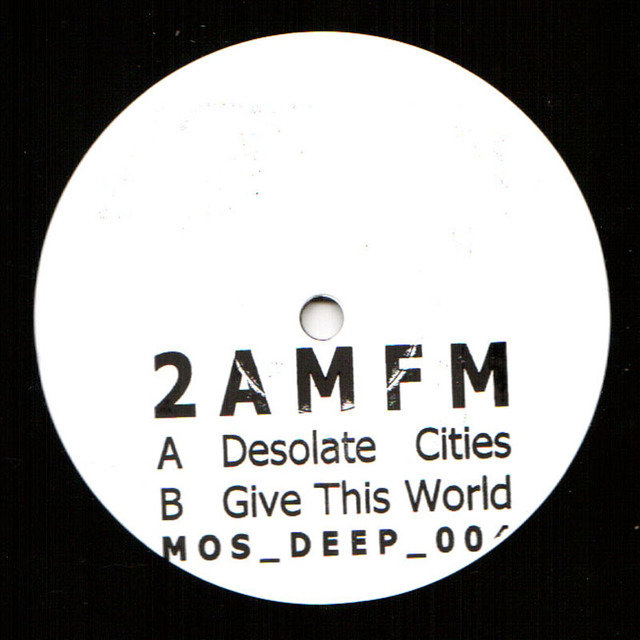 2AMFM
A Desolate Cities
B Give This World
MOS_DEEP_00